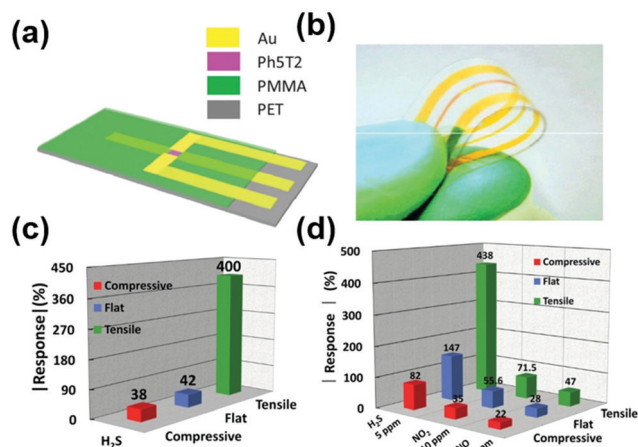 (a)
Au
Ph5T2
PMMA
PET
(b)
(c)
|Response|(%)
450
360
270
180
90
0
Compressive
Flat
Tensile
38
42
400
H₂S
Compressive
Flat
Tensile
(d)
| Response | (%)
500
400
300
200
100
0
Compressive
Flat
Tensile
82
147
438
35
55.6
71.5
22
28
47
H₂S
5 ppm
NO₂
NO
Compressive
Flat
Tensile